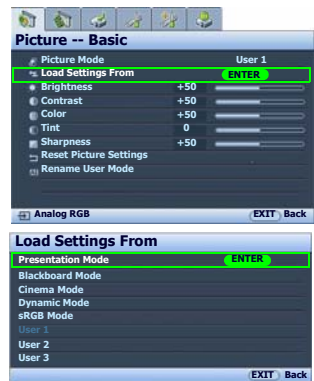 Picture -- Basic
Picture Mode User 1
Load Settings From ENTER
Brightness +50
Contrast +50
Color +50
Tint 0
Sharpness +50
Reset Picture Settings
Rename User Mode
Analog RGB EXIT Back
Load Settings From
Presentation Mode ENTER
Blackboard Mode
Cinema Mode
Dynamic Mode
sRGB Mode
User 1
User 2
User 3
EXIT Back